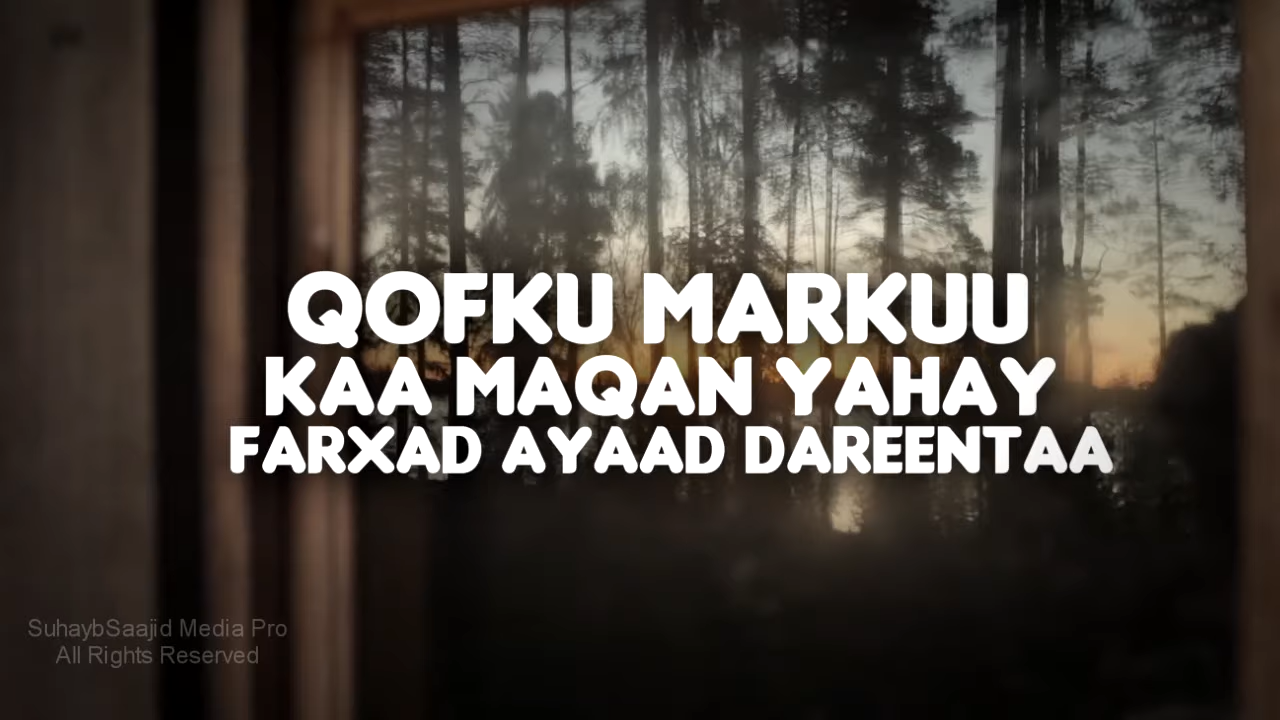 QOFKU MARKUU
KAA MAQAN YAHAY
FARXAD AYAAD DAREENTAA
SuhaybSaajid Media Pro
All Rights Reserved